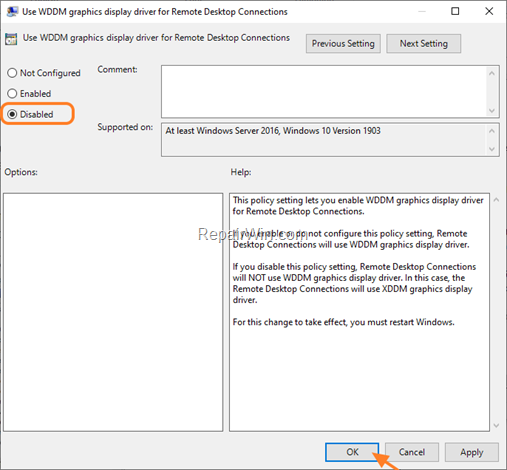 Use WDDM graphics display driver for Remote Desktop Connections
Use WDDM graphics display driver for Remote Desktop Connections
Previous Setting
Next Setting
Not Configured
Enabled
Disabled
Comment:
Supported on:
At least Windows Server 2016, Windows 10 Version 1903
Options:
Help:
This policy setting lets you enable WDDM graphics display driver
for Remote Desktop Connections.
If you enable or do not configure this policy setting, Remote
Desktop Connections will use WDDM graphics display driver.
If you disable this policy setting, Remote Desktop Connections
will NOT use WDDM graphics display driver. In this case, the
Remote Desktop Connections will use XDDM graphics display
driver.
For this change to take effect, you must restart Windows.
RepairWin.com
OK
Cancel
Apply